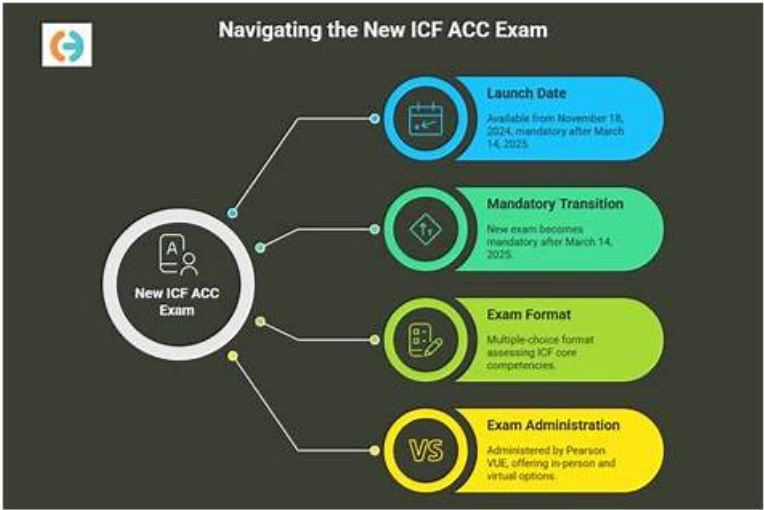 Navigating the New ICF ACC Exam
A
New ICF ACC
Exam
Launch Date
Available from November 18,
2024, mandatory after March
14, 2025.
Mandatory Transition
New exam becomes
mandatory after March 14,
2025.
Exam Format
Multiple-choice format
assessing ICF core
competencies.
VS
Exam Administration
Administered by Pearson
VUE, offering in-person and
virtual options.